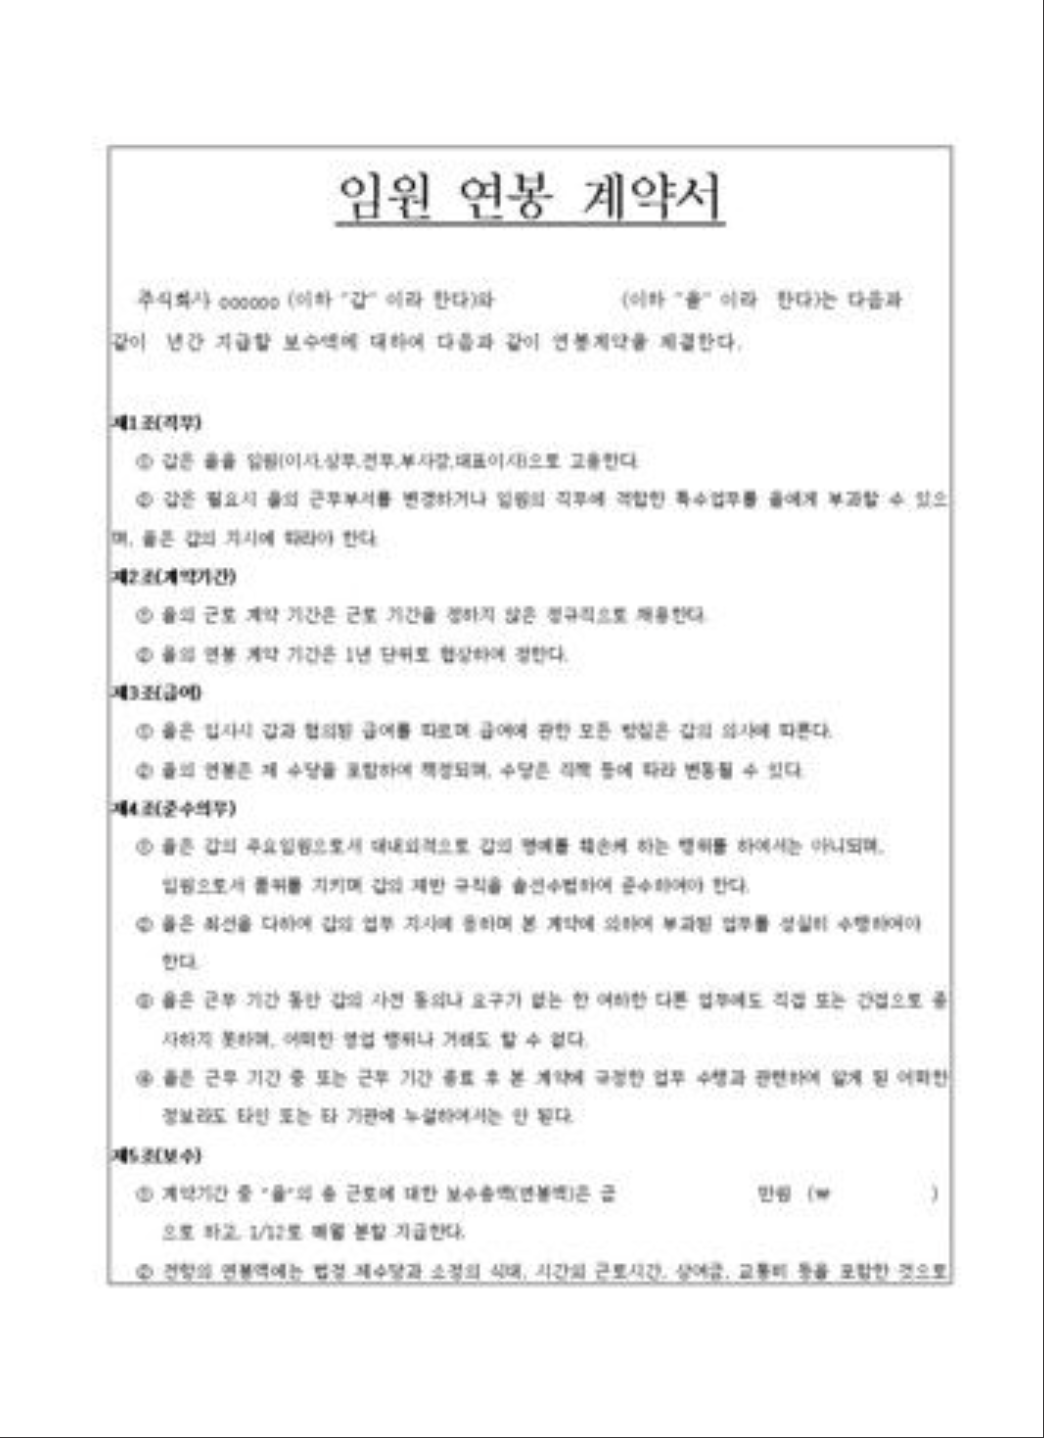 임원 연봉 계약서
주식회사 oooooo (이하 "갑" 이라 한다)와 (이하 "을" 이라 한다)는 다음과
같이 년간 지급할 보수액에 대하여 다음과 같이 연봉계약을 체결한다.
제1조(직무)
① 갑은 을을 임원(이사,상무,전무,부사장,대표이사)으로 고용한다.
② 갑은 필요시 을의 근무부서를 변경하거나 임원의 직무에 적합한 특수업무를 을에게 부과할 수 있으
며, 을은 갑의 지시에 따라야 한다.
제2조(계약기간)
① 을의 근로 계약 기간은 근로 기간을 정하지 않은 정규직으로 채용한다.
② 을의 연봉 계약 기간은 1년 단위로 협상하여 정한다.
제3조(급여)
① 을은 입사시 갑과 협의된 급여를 따르며 급여에 관한 모든 방침은 갑의 의사에 따른다.
② 을의 연봉은 제 수당을 포함하여 책정되며, 수당은 직책 등에 따라 변동될 수 있다.
제4조(준수의무)
① 을은 갑의 주요임원으로서 대내외적으로 갑의 명예를 훼손케 하는 행위를 하여서는 아니되며,
임원으로서 품위를 지키며 갑의 제반 규칙을 솔선수범하여 준수하여야 한다.
② 을은 최선을 다하여 갑의 업무 지시에 응하며 본 계약에 의하여 부과된 업무를 성실히 수행하여야
한다.
③ 을은 근무 기간 동안 갑의 사전 동의나 요구가 없는 한 여하한 다른 업무에도 직접 또는 간접으로 종
사하지 못하며, 어떠한 영업 행위나 거래도 할 수 없다.
④ 을은 근무 기간 중 또는 근무 기간 종료 후 본 계약에 규정한 업무 수행과 관련하여 알게 된 어떠한
정보라도 타인 또는 타 기관에 누설하여서는 안 된다.
제5조(보수)
① 계약기간 중 "을"의 총 근로에 대한 보수총액(연봉액)은 금 만원 (₩ )
으로 하고, 1/12로 매월 분할 지급한다.
② 전항의 연봉액에는 법정 제수당과 소정의 식대, 시간외 근로시간, 상여금, 교통비 등을 포함한 것으로